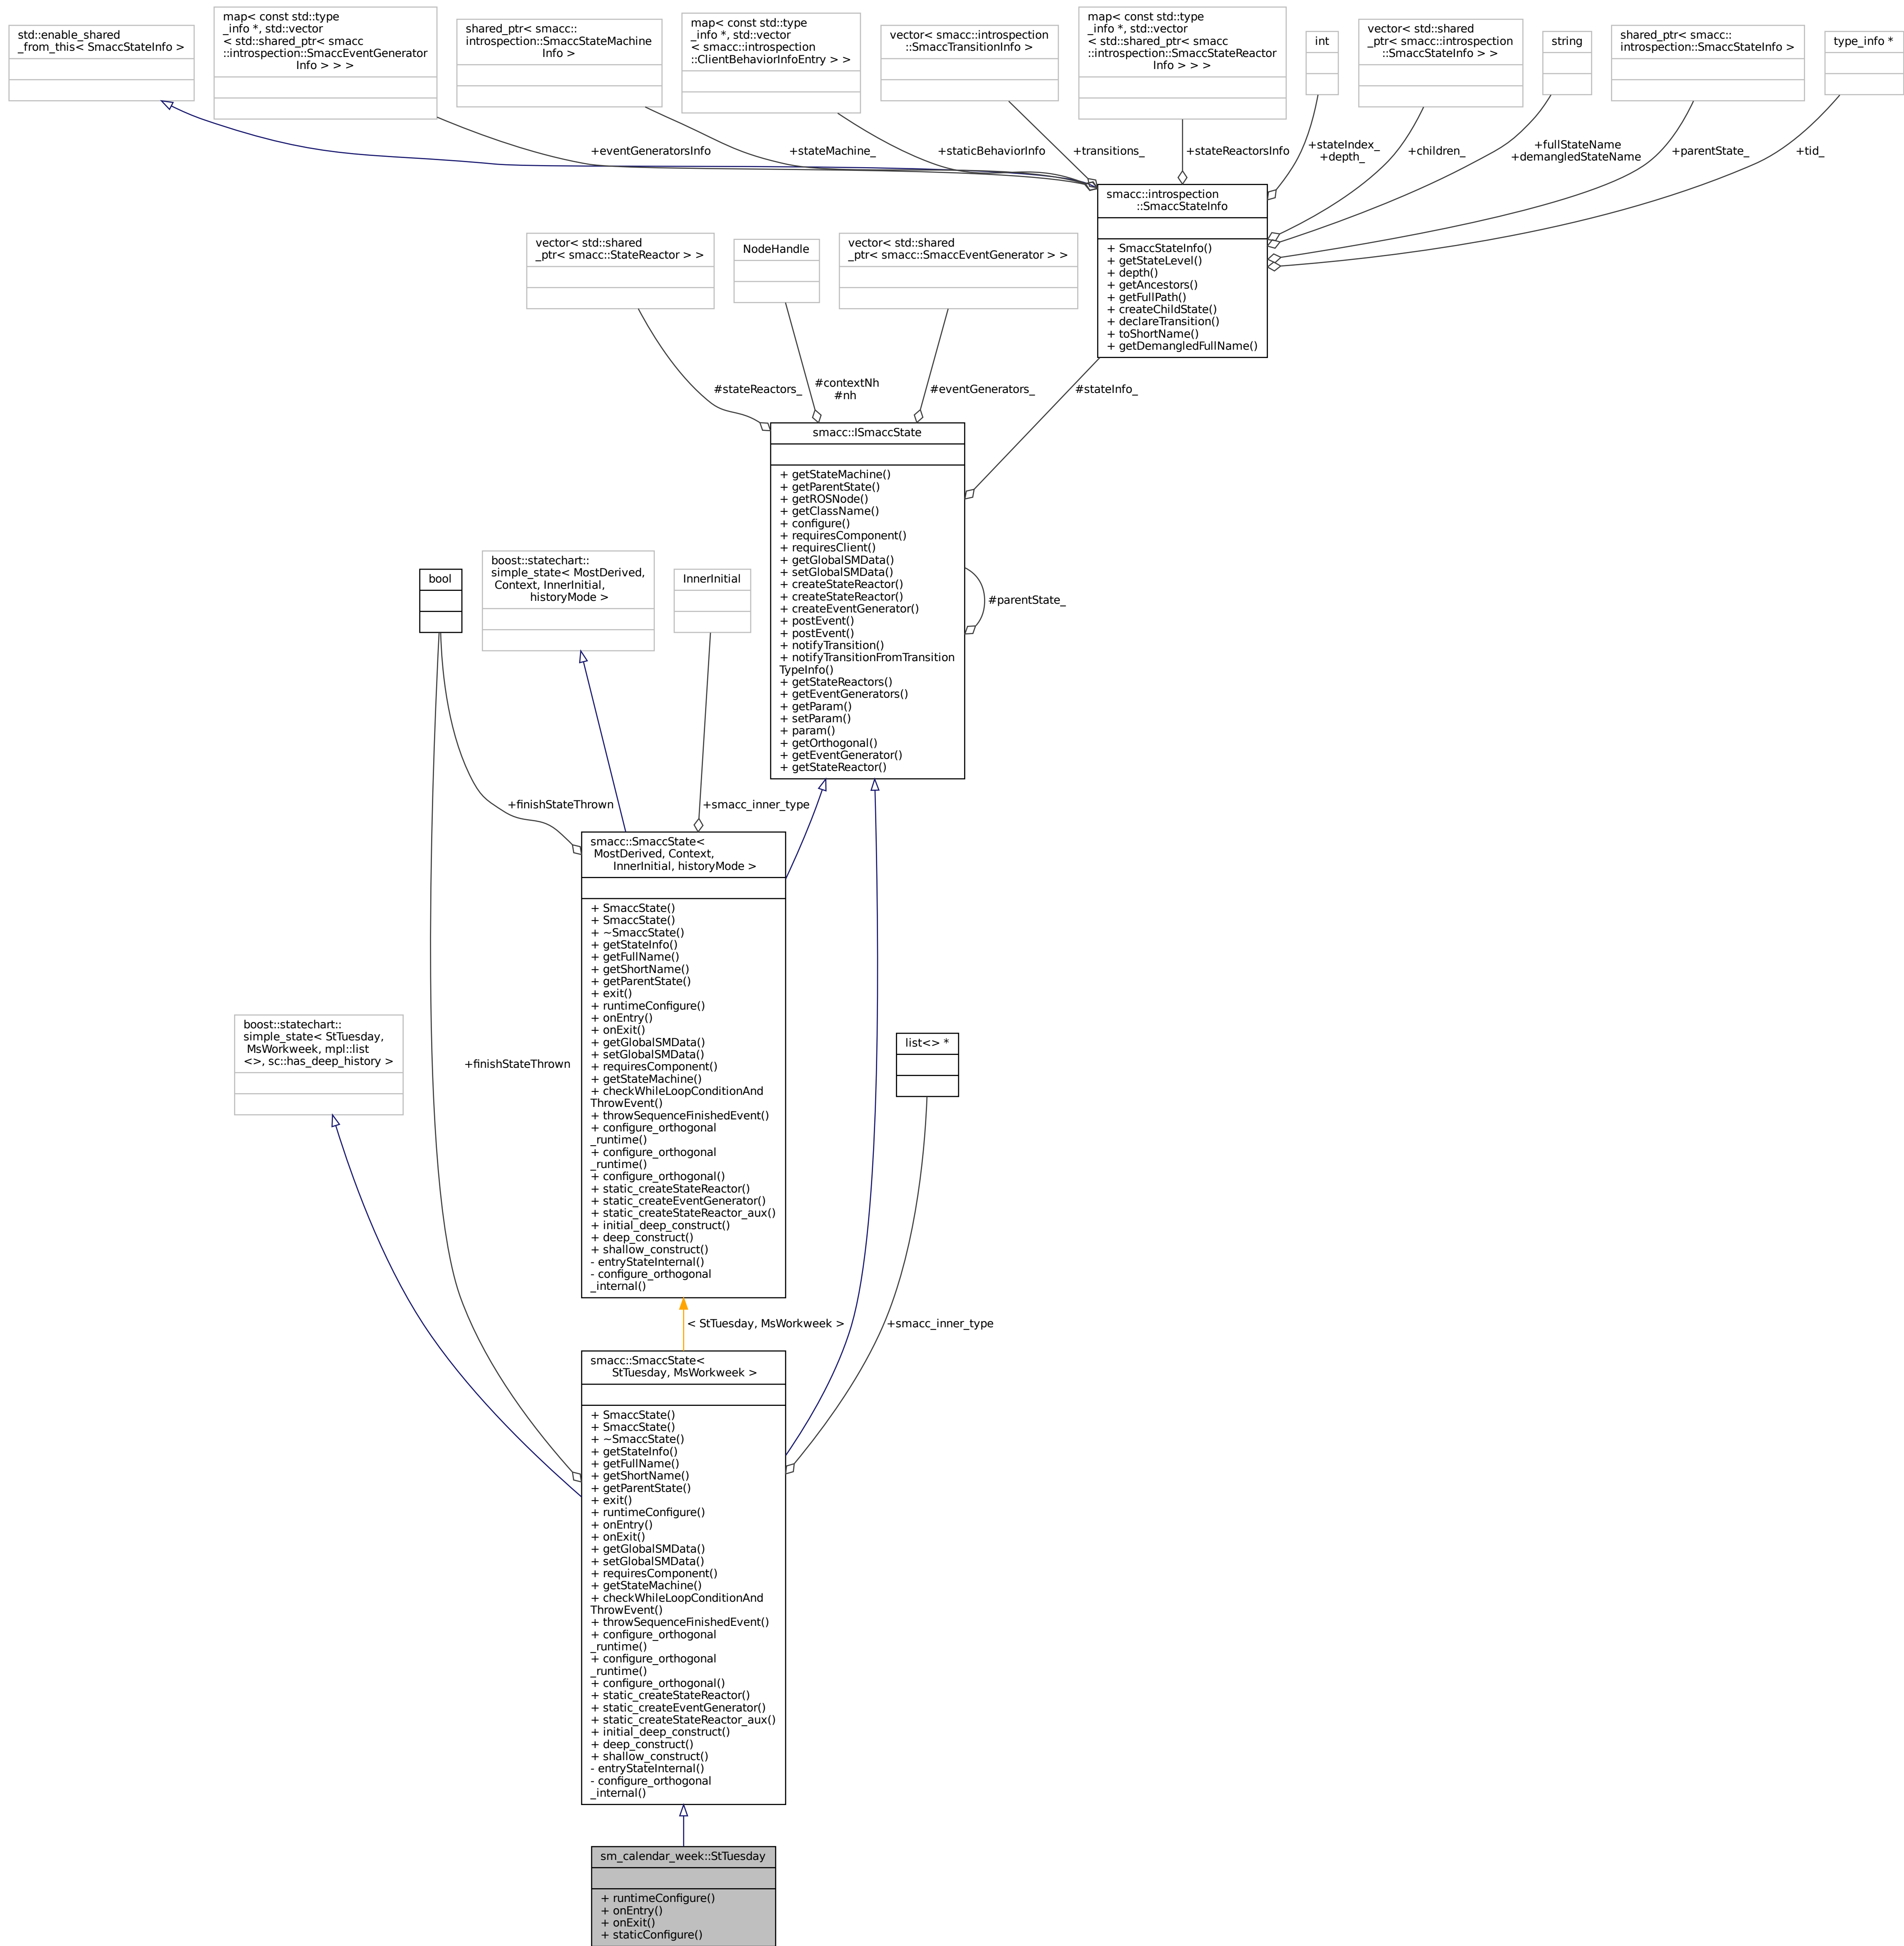 std::enable_shared
_from_this< SmaccStateInfo >
map< const std::type
_info *, std::vector
< std::shared_ptr< smacc
::introspection::SmaccEventGenerator
Info > > >
shared_ptr< smacc::
introspection::SmaccStateMachine
Info >
map< const std::type
_info *, std::vector
< smacc::introspection
::ClientBehaviorInfoEntry > >
vector< smacc::introspection
::SmaccTransitionInfo >
map< const std::type
_info *, std::vector
< std::shared_ptr< smacc
::introspection::SmaccStateReactor
Info > > >
int
vector< std::shared
_ptr< smacc::introspection
::SmaccStateInfo > >
string
shared_ptr< smacc::
introspection::SmaccStateInfo >
type_info *
+eventGeneratorsInfo
+stateMachine_
+staticBehaviorInfo
+transitions_
+stateReactorsInfo
+stateIndex_
+depth_
+children_
+fullStateName
+demangledStateName
+parentState_
+tid_
smacc::introspection
::SmaccStateInfo
+ SmaccStateInfo()
+ getStateLevel()
+ depth()
+ getAncestors()
+ getFullPath()
+ createChildState()
+ declareTransition()
+ toShortName()
+ getDemangledFullName()
vector< std::shared
_ptr< smacc::StateReactor > >
NodeHandle
vector< std::shared
_ptr< smacc::SmaccEventGenerator > >
#stateReactors_
#contextNh
#nh
#eventGenerators_
#stateInfo_
smacc::ISmaccState
+ getStateMachine()
+ getParentState()
+ getROSNode()
+ getClassName()
+ configure()
+ requiresComponent()
+ requiresClient()
+ getGlobalSMData()
+ setGlobalSMData()
+ createStateReactor()
+ createStateReactor()
+ createEventGenerator()
+ postEvent()
+ postEvent()
+ notifyTransition()
+ notifyTransitionFromTransition
TypeInfo()
+ getStateReactors()
+ getEventGenerators()
+ getParam()
+ setParam()
+ param()
+ getOrthogonal()
+ getEventGenerator()
+ getStateReactor()
#parentState_
bool
boost::statechart::
simple_state< MostDerived,
Context, InnerInitial,
historyMode >
InnerInitial
+finishStateThrown
+smacc_inner_type
smacc::SmaccState<
MostDerived, Context,
InnerInitial, historyMode >
+ SmaccState()
+ SmaccState()
+ ~SmaccState()
+ getStateInfo()
+ getFullName()
+ getShortName()
+ getParentState()
+ exit()
+ runtimeConfigure()
+ onEntry()
+ onExit()
+ getGlobalSMData()
+ setGlobalSMData()
+ requiresComponent()
+ getStateMachine()
+ checkWhileLoopConditionAnd
ThrowEvent()
+ throwSequenceFinishedEvent()
+ configure_orthogonal
_runtime()
+ configure_orthogonal
_runtime()
+ configure_orthogonal()
+ static_createStateReactor()
+ static_createEventGenerator()
+ static_createStateReactor_aux()
+ initial_deep_construct()
+ deep_construct()
+ shallow_construct()
- entryStateInternal()
- configure_orthogonal
_internal()
boost::statechart::
simple_state< StTuesday,
MsWorkweek, mpl::list
<>, sc::has_deep_history >
+finishStateThrown
list<> *
< StTuesday, MsWorkweek >
+smacc_inner_type
smacc::SmaccState<
StTuesday, MsWorkweek >
+ SmaccState()
+ SmaccState()
+ ~SmaccState()
+ getStateInfo()
+ getFullName()
+ getShortName()
+ getParentState()
+ exit()
+ runtimeConfigure()
+ onEntry()
+ onExit()
+ getGlobalSMData()
+ setGlobalSMData()
+ requiresComponent()
+ getStateMachine()
+ checkWhileLoopConditionAnd
ThrowEvent()
+ throwSequenceFinishedEvent()
+ configure_orthogonal
_runtime()
+ configure_orthogonal
_runtime()
+ configure_orthogonal()
+ static_createStateReactor()
+ static_createEventGenerator()
+ static_createStateReactor_aux()
+ initial_deep_construct()
+ deep_construct()
+ shallow_construct()
- entryStateInternal()
- configure_orthogonal
_internal()
sm_calendar_week::StTuesday
+ runtimeConfigure()
+ onEntry()
+ onExit()
+ staticConfigure()